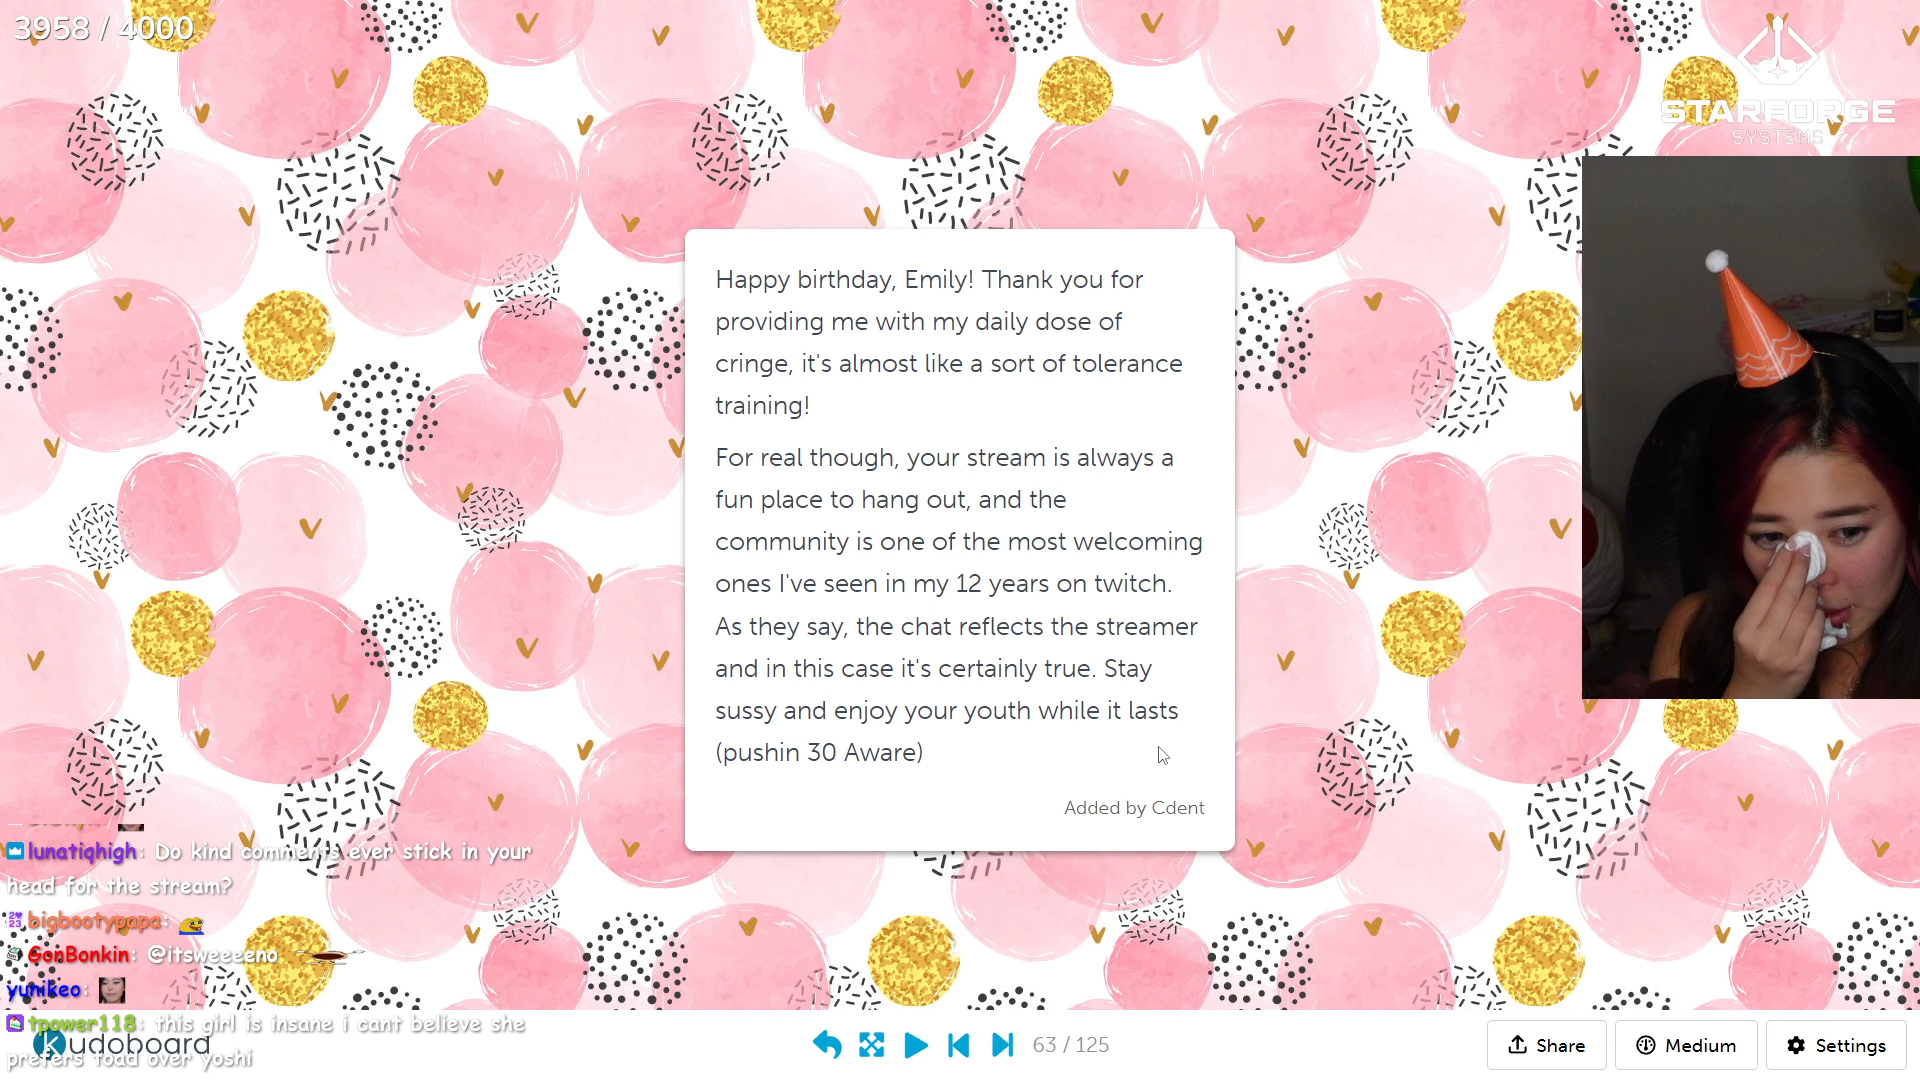 3958 / 4000
STARFORGE
SYSTEMS
Happy birthday, Emily! Thank you for
providing me with my daily dose of
cringe, it's almost like a sort of tolerance
training!
For real though, your stream is always a
fun place to hang out, and the
community is one of the most welcoming
ones I've seen in my 12 years on twitch.
As they say, the chat reflects the streamer
and in this case it's certainly true. Stay
sussy and enjoy your youth while it lasts
(pushin 30 Aware)
Added by Cdent
lunatiqhigh: Do kind comments ever stick in your
head for the stream?
bigbootypapa:
GonBonkin: @itsweeeeno
yunikeo:
tpower118: this girl is insane i cant believe she
prefers toad over yoshi
kudoboard
63 / 125
Share
Medium
Settings